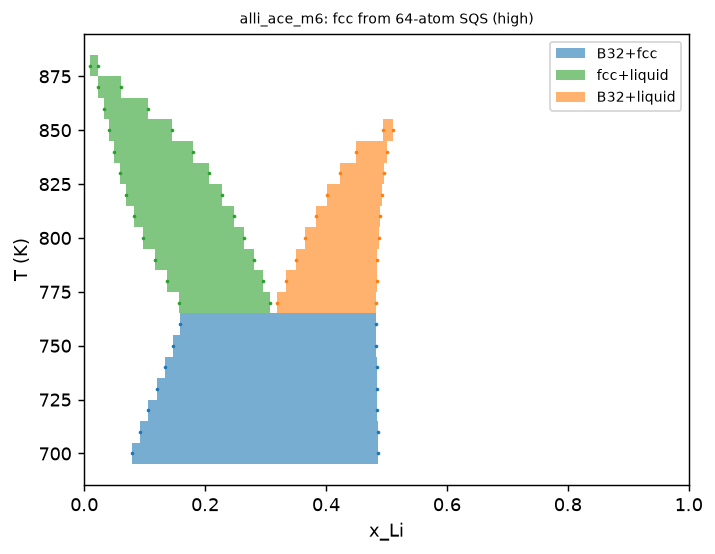 alli_ace_m6: fcc from 64-atom SQS (high)
B32+fcc
fcc+liquid
B32+liquid
T (K)
875
850
825
800
775
750
725
700
0.0 0.2 0.4 0.6 0.8 1.0
x_Li